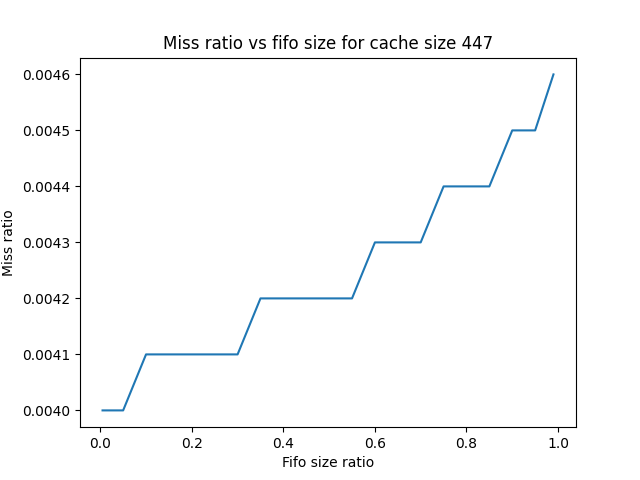 Miss ratio vs fifo size for cache size 447
0.0046
0.0045
0.0044
0.0043
0.0042
0.0041
0.0040
Miss ratio
0.0 0.2 0.4 0.6 0.8 1.0
Fifo size ratio